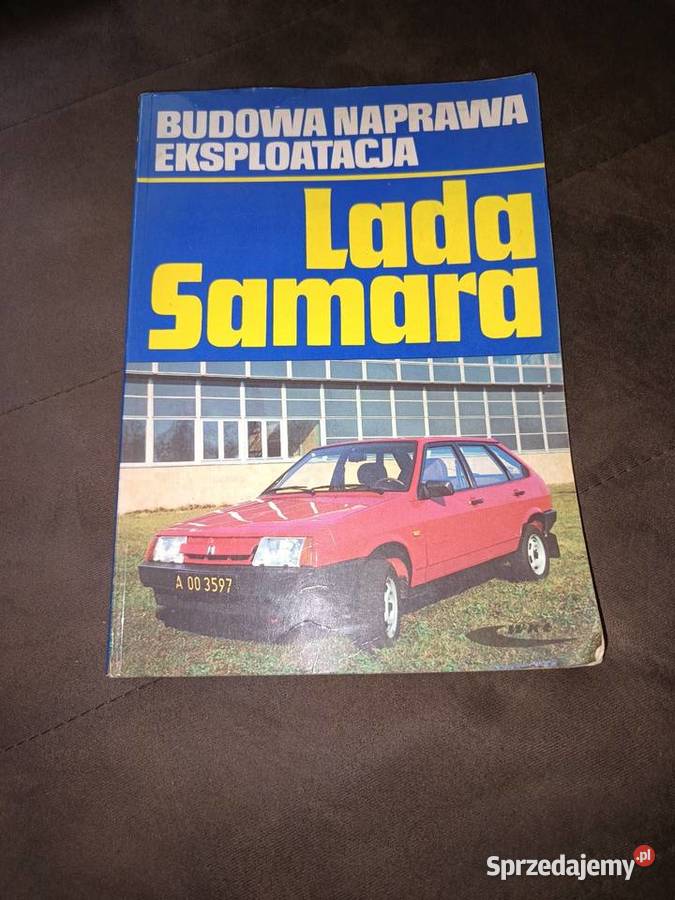 BUDOWA NAPRAWA
EKSPLOATACJA
Lada
Samara
A 00 3597
Sprzedajemy.pl